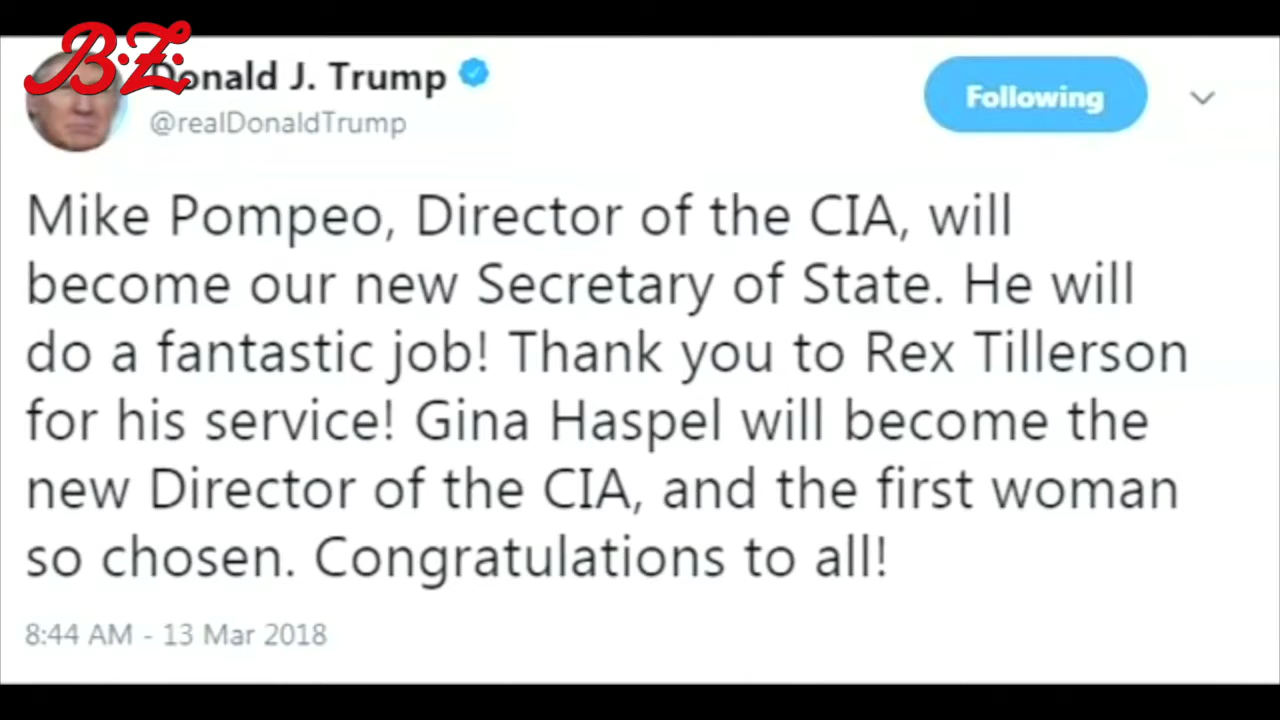 B.Z.
Donald J. Trump
@realDonaldTrump
Following
Mike Pompeo, Director of the CIA, will
become our new Secretary of State. He will
do a fantastic job! Thank you to Rex Tillerson
for his service! Gina Haspel will become the
new Director of the CIA, and the first woman
so chosen. Congratulations to all!
8:44 AM - 13 Mar 2018